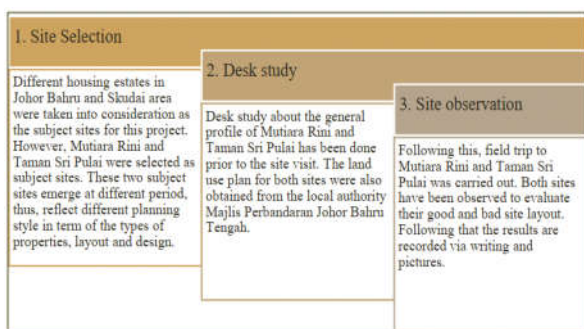 1. Site Selection
Different housing estates in
Johor Bahru and Skudai area
were taken into consideration as
the subject sites for this project.
However, Mutiara Rini and
Taman Sri Pulai were selected as
subject sites. These two subject
sites emerge at different period,
thus, reflect different planning
style in term of the types of
properties, layout and design.
2. Desk study
Desk study about the general
profile of Mutiara Rini and
Taman Sri Pulai has been done
prior to the site visit. The land
use plan for both sites were also
obtained from the local authority
Majlis Perbandaran Johor Bahru
Tengah.
3. Site observation
Following this, field trip to
Mutiara Rini and Taman Sri
Pulai was carried out. Both sites
have been observed to evaluate
their good and bad site layout.
Following that the results are
recorded via writing and
pictures.